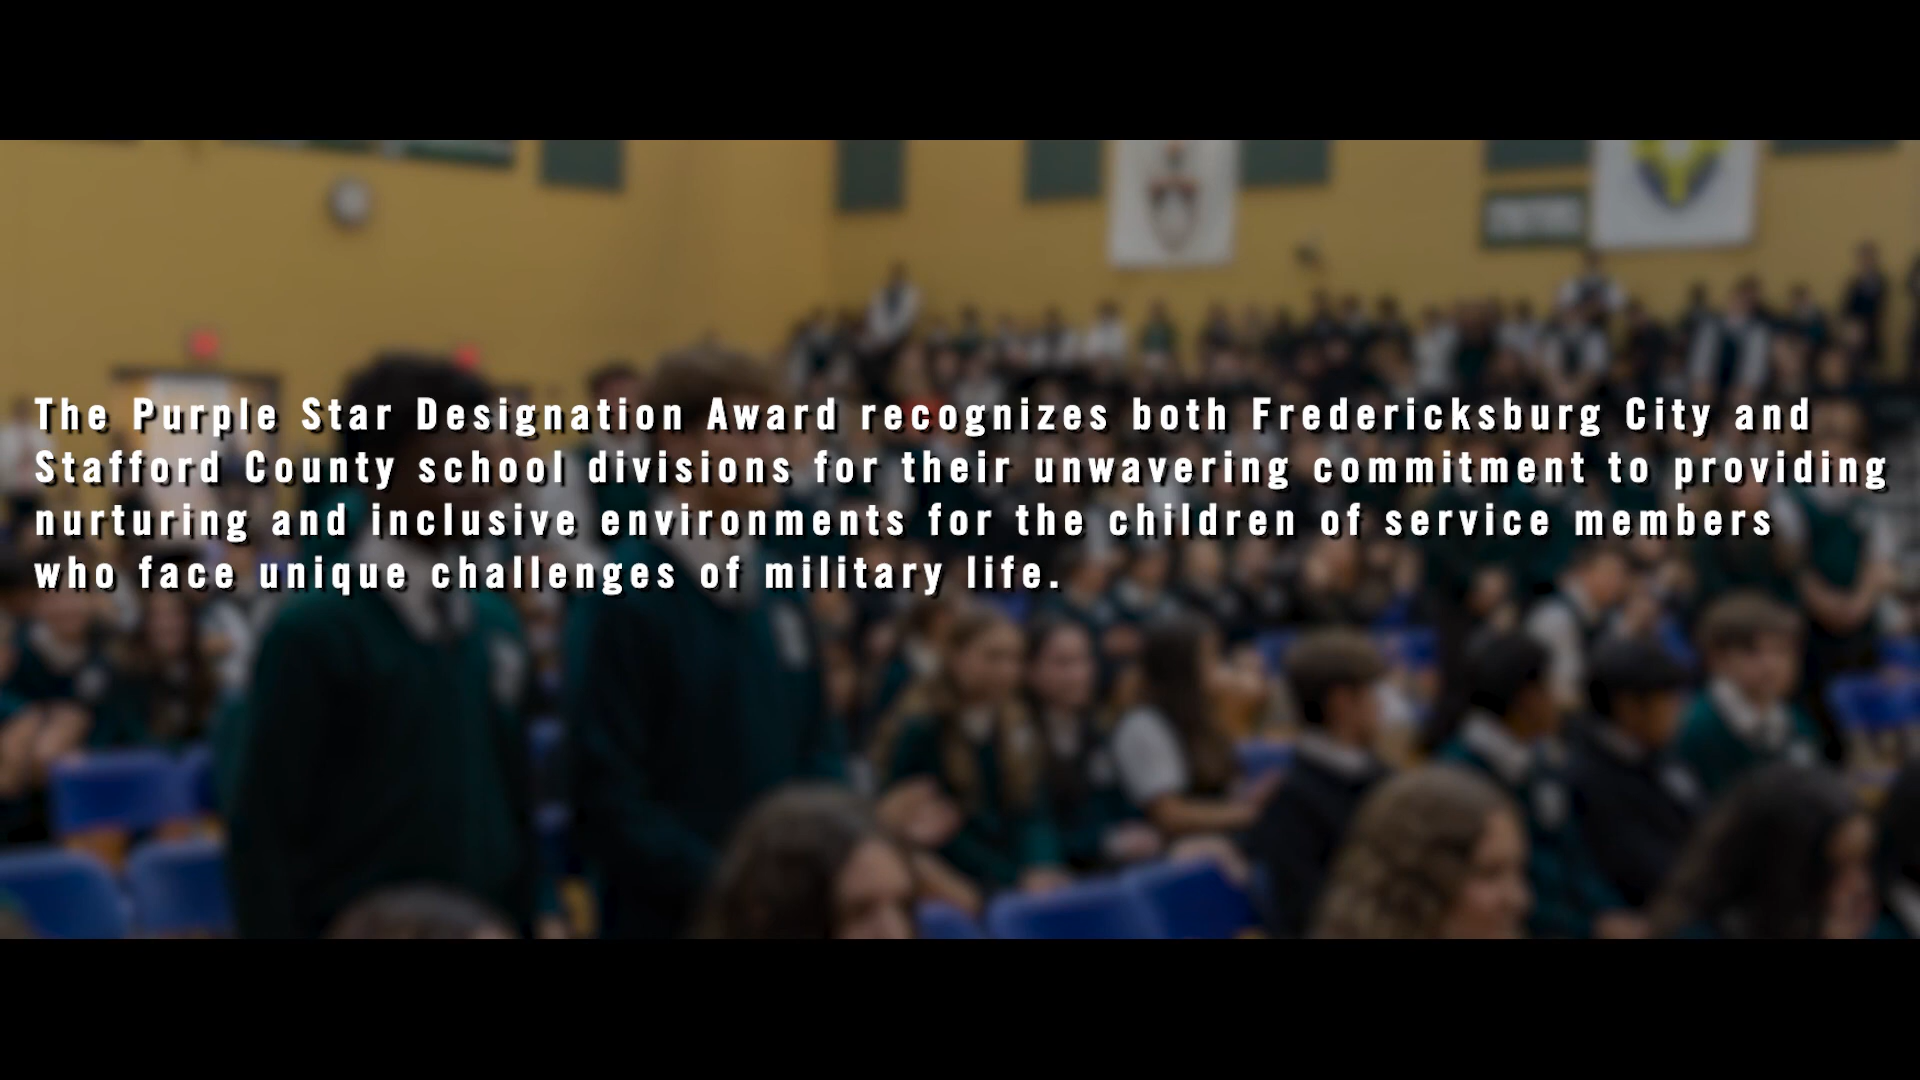 The Purple Star Designation Award recognizes both Fredericksburg City and
Stafford County school divisions for their unwavering commitment to providing
nurturing and inclusive environments for the children of service members
who face unique challenges of military life.